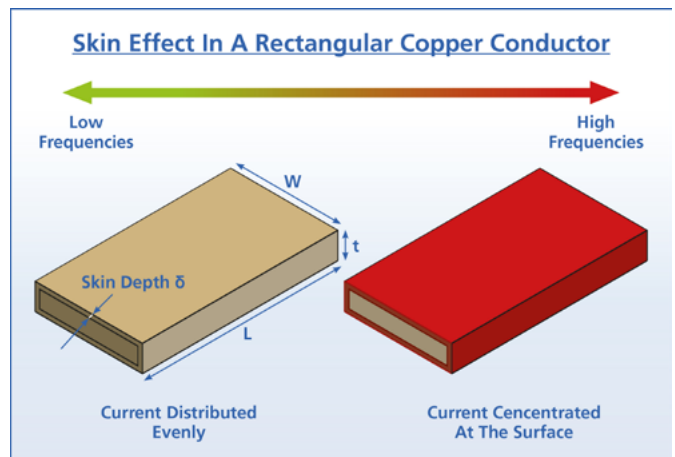 Skin Effect In A Rectangular Copper Conductor
Low
Frequencies
High
Frequencies
W
t
Skin Depth δ
L
Current Distributed
Evenly
Current Cencentrated
At The Surface